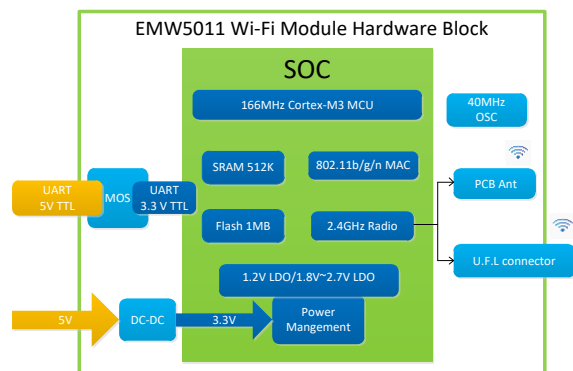 EMW5011 Wi-Fi Module Hardware Block
SOC
166MHz Cortex-M3 MCU
40MHz
OSC
SRAM 512K
802.11b/g/n MAC
UART
5V TTL
MOS
UART
3.3 V TTL
PCB Ant
Flash 1MB
2.4GHz Radio
U.F.L connector
1.2V LDO/1.8V~2.7V LDO
5V
DC-DC
3.3V
Power
Mangement